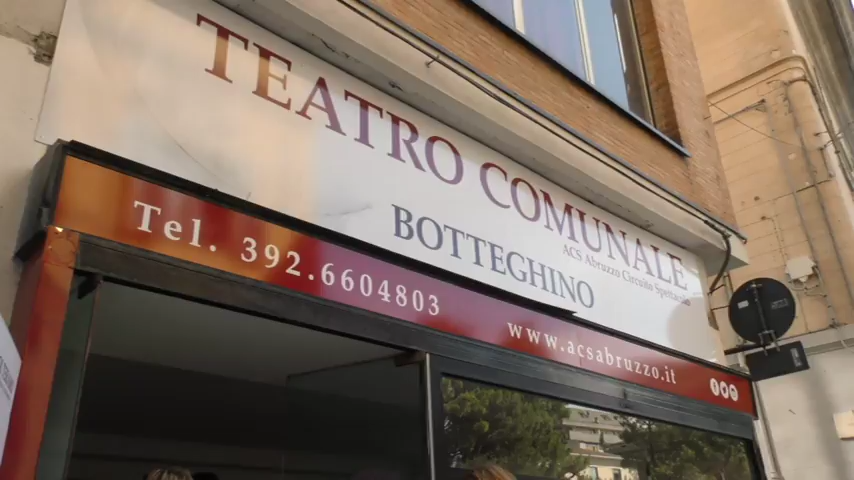 TEATRO COMUNALE
ACS Abruzzo Circuito Spettacolo
BOTTEGHINO
Tel. 392.6604803
www.acsabruzzo.it